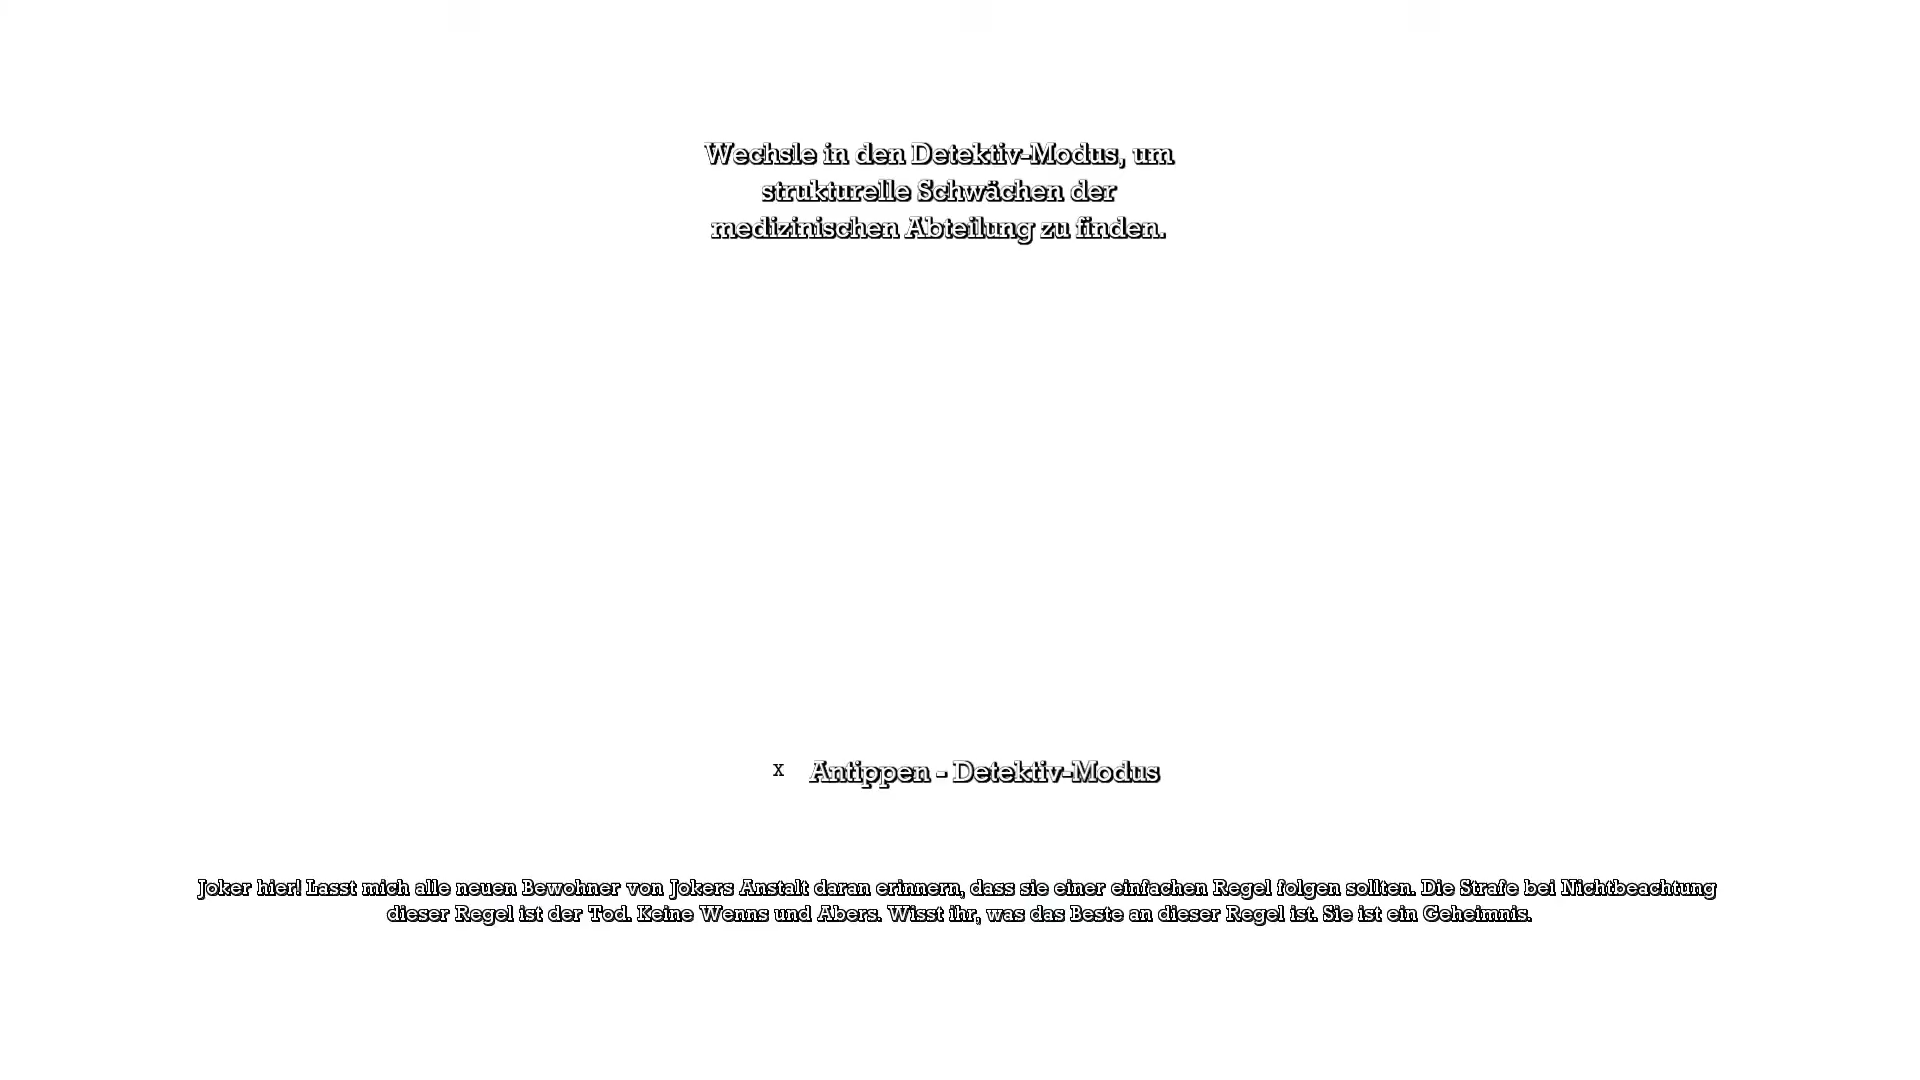 Wechsle in den Detektiv-Modus, um
strukturelle Schwächen der
medizinischen Abteilung zu finden.
X Antippen - Detektiv-Modus
Joker hier! Lasst mich alle neuen Bewohner von Jokers Anstalt daran erinnern, dass sie einer einfachen Regel folgen sollten. Die Strafe bei Nichtbeachtung
dieser Regel ist der Tod. Keine Wenns und Abers. Wisst ihr, was das Beste an dieser Regel ist. Sie ist ein Geheimnis.